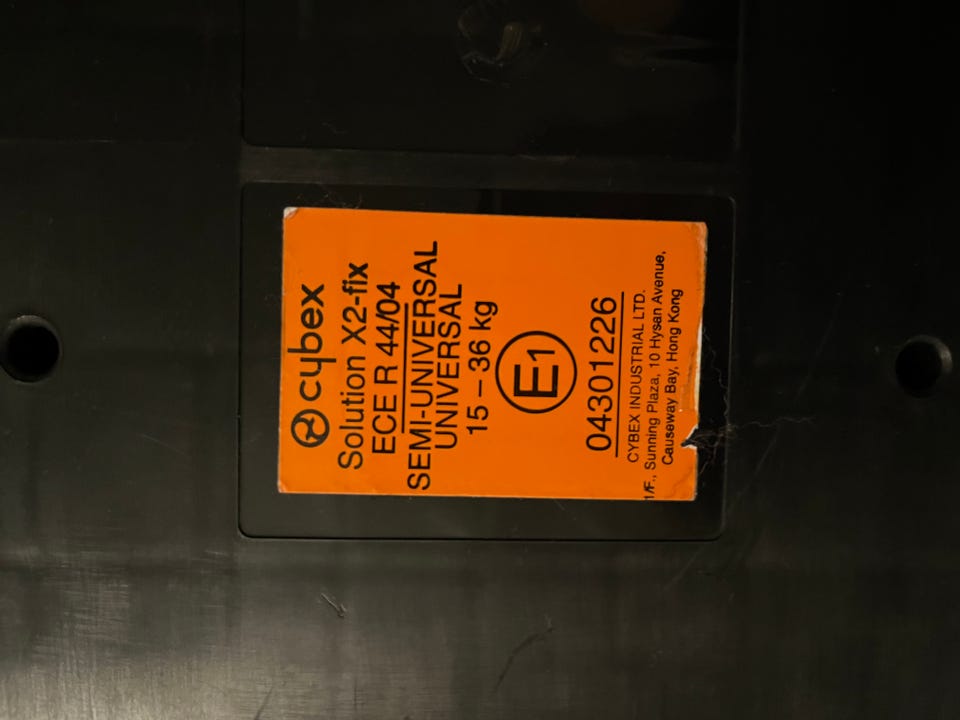 cybex
Solution X2-fix
ECE R 44/04
SEMI-UNIVERSAL
UNIVERSAL
15 – 36 kg
E1
04301226
CYBEX INDUSTRIAL LTD.
1/F., Sunning Plaza, 10 Hysan Avenue,
Causeway Bay, Hong Kong